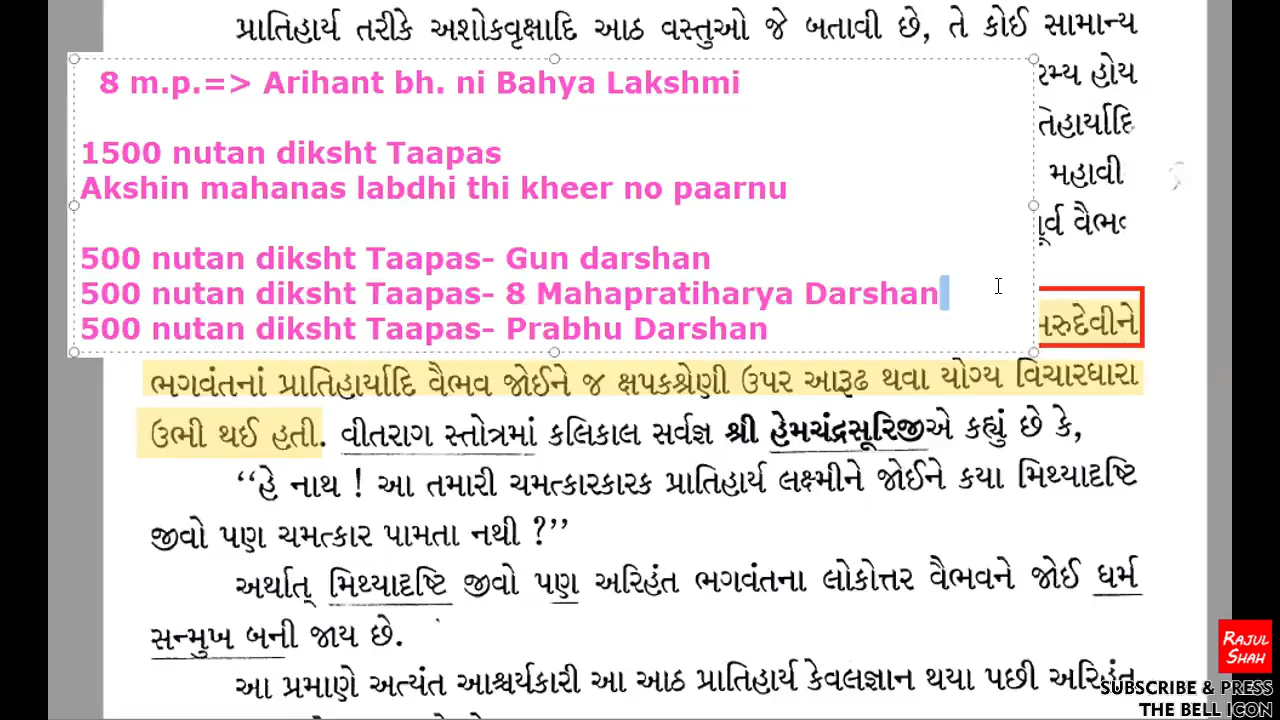 પ્રાતિહાર્ય તરીકે અશોકવૃક્ષાદિ આઠ વસ્તુઓ જે બતાવી છે, તે કોઈ સામાન્ય
8 m.p.=> Arihant bh. ni Bahya Lakshmi
રમ્ય હોય
1500 nutan diksht Taapas
Akshin mahanas labdhi thi kheer no paarnu
મહાવી
500 nutan diksht Taapas- Gun darshan
500 nutan diksht Taapas- 8 Mahapratiharya Darshan
500 nutan diksht Taapas- Prabhu Darshan
ભગવંતનાં પ્રાતિહાર્યાદિ વૈભવ જોઈને જ ક્ષપકશ્રેણી ઉપર આરૂઢ થવા યોગ્ય વિચારધારા
ઉભી થઈ હતી. વીતરાગ સ્તોત્રમાં કલિકાલ સર્વજ્ઞ શ્રી હેમચંદ્રસૂરિજીએ કહ્યું છે કે,
“હે નાથ ! આ તમારી ચમત્કારકારક પ્રાતિહાર્ય લક્ષ્મીને જોઈને કયા મિથ્યાદષ્ટિ
જીવો પણ ચમત્કાર પામતા નથી ?”
અર્થાત્ મિથ્યાદષ્ટિ જીવો પણ અરિહંત ભગવંતના લોકોત્તર વૈભવને જોઈ ધર્મ
સન્મુખ બની જાય છે.
આ પ્રમાણે અત્યંત આશ્ચર્યકારી આ આઠ પ્રાતિહાર્ય કેવલજ્ઞાન થયા પછી અરિહંત
RAJUL
SHAH
SUBSCRIBE & PRESS
THE BELL ICON